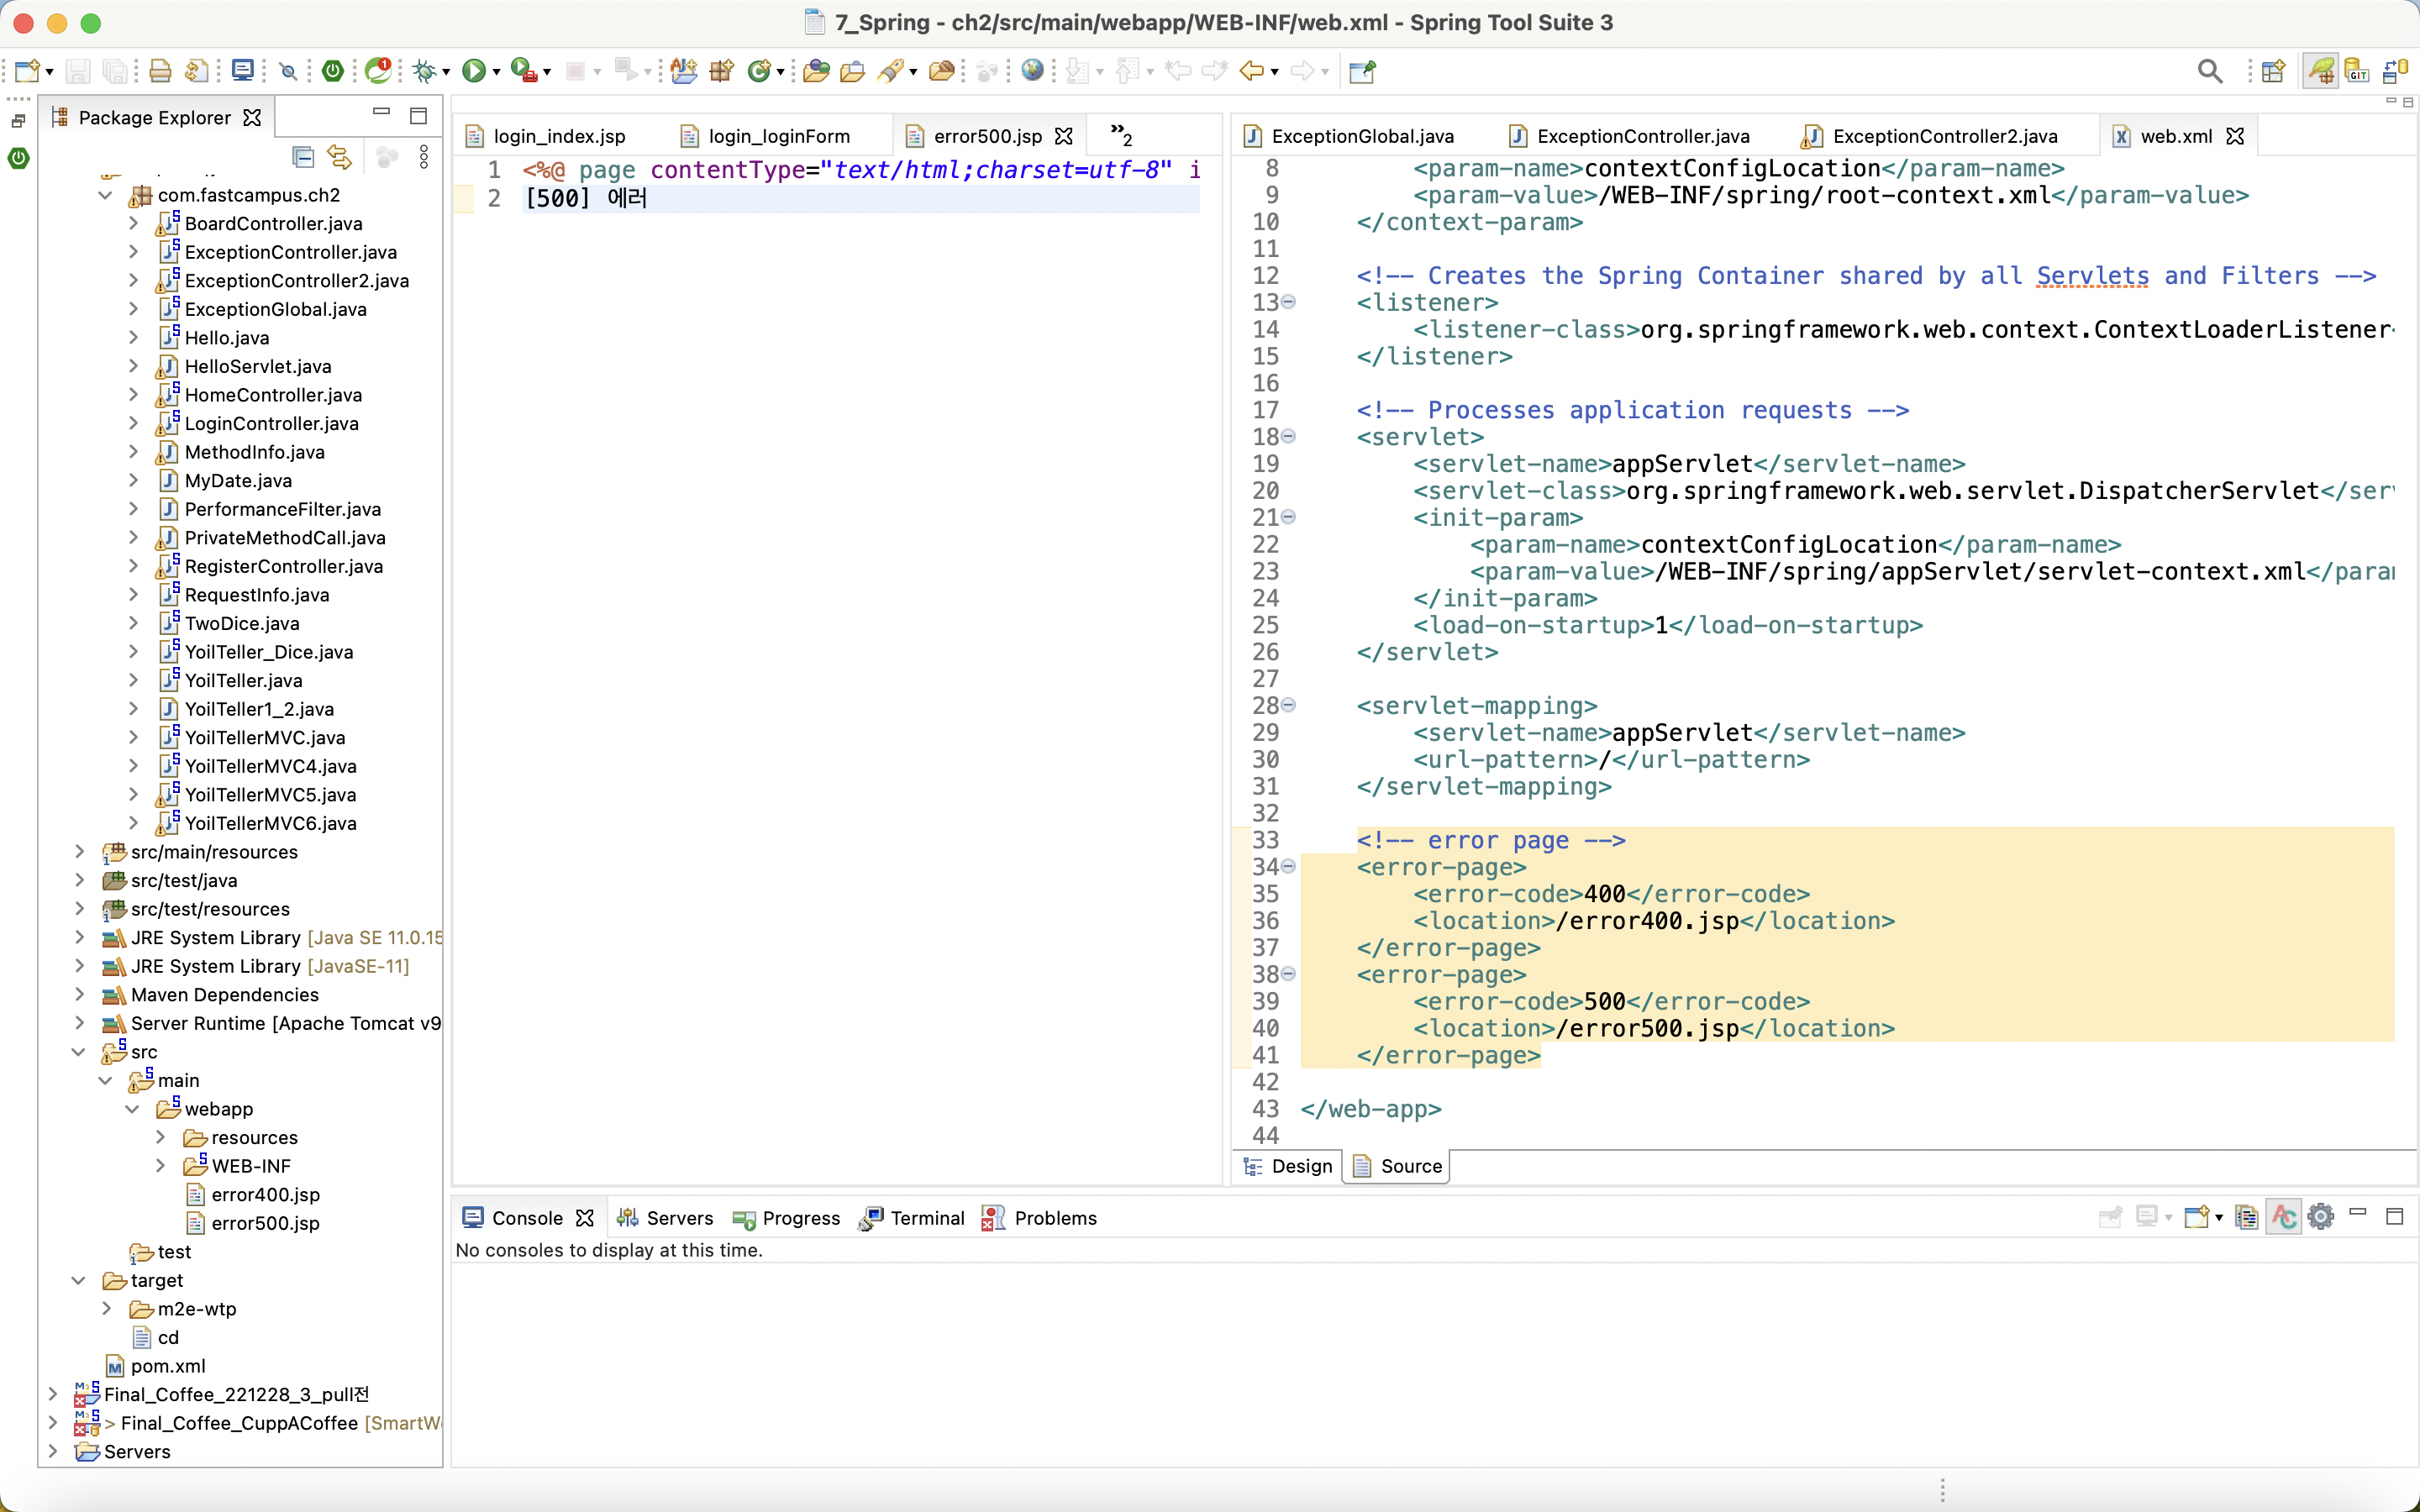 7_Spring - ch2/src/main/webapp/WEB-INF/web.xml - Spring Tool Suite 3
Package Explorer
com.fastcampus.ch2
BoardController.java
ExceptionController.java
ExceptionController2.java
ExceptionGlobal.java
Hello.java
HelloServlet.java
HomeController.java
LoginController.java
MethodInfo.java
MyDate.java
PerformanceFilter.java
PrivateMethodCall.java
RegisterController.java
RequestInfo.java
TwoDice.java
YoilTeller_Dice.java
YoilTeller.java
YoilTeller1_2.java
YoilTellerMVC.java
YoilTellerMVC4.java
YoilTellerMVC5.java
YoilTellerMVC6.java
src/main/resources
src/test/java
src/test/resources
JRE System Library [Java SE 11.0.15
JRE System Library [JavaSE-11]
Maven Dependencies
Server Runtime [Apache Tomcat v9
src
main
webapp
resources
WEB-INF
error400.jsp
error500.jsp
test
target
m2e-wtp
cd
pom.xml
Final_Coffee_221228_3_pull전
> Final_Coffee_CuppACoffee [SmartW
Servers
login_index.jsp login_loginForm error500.jsp »2
1 <%@ page contentType="text/html;charset=utf-8" i
2 [500] 에러
ExceptionGlobal.java ExceptionController.java ExceptionController2.java web.xml
8 <param-name>contextConfigLocation</param-name>
9 <param-value>/WEB-INF/spring/root-context.xml</param-value>
10 </context-param>
11
12 <!-- Creates the Spring Container shared by all Servlets and Filters -->
13 <listener>
14 <listener-class>org.springframework.web.context.ContextLoaderListener
15 </listener>
16
17 <!-- Processes application requests -->
18 <servlet>
19 <servlet-name>appServlet</servlet-name>
20 <servlet-class>org.springframework.web.servlet.DispatcherServlet</ser
21 <init-param>
22 <param-name>contextConfigLocation</param-name>
23 <param-value>/WEB-INF/spring/appServlet/servlet-context.xml</para
24 </init-param>
25 <load-on-startup>1</load-on-startup>
26 </servlet>
27
28 <servlet-mapping>
29 <servlet-name>appServlet</servlet-name>
30 <url-pattern>/</url-pattern>
31 </servlet-mapping>
32
33 <!-- error page -->
34 <error-page>
35 <error-code>400</error-code>
36 <location>/error400.jsp</location>
37 </error-page>
38 <error-page>
39 <error-code>500</error-code>
40 <location>/error500.jsp</location>
41 </error-page>
42
43 </web-app>
44
Design Source
Console Servers Progress Terminal Problems
No consoles to display at this time.